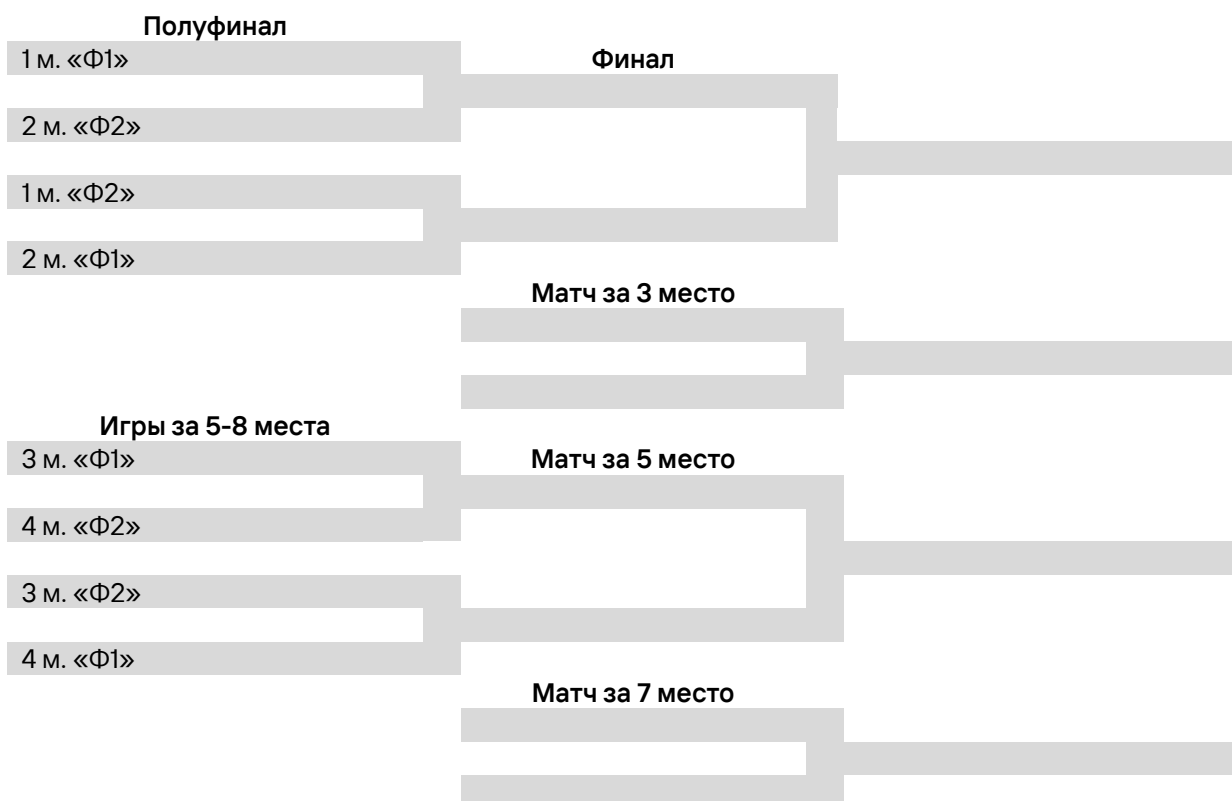 Полуфинал
1 м. «Ф1»
Финал
2 м. «Ф2»
1 м. «Ф2»
2 м. «Ф1»
Матч за 3 место
Игры за 5-8 места
3 м. «Ф1»
Матч за 5 место
4 м. «Ф2»
3 м. «Ф2»
4 м. «Ф1»
Матч за 7 место